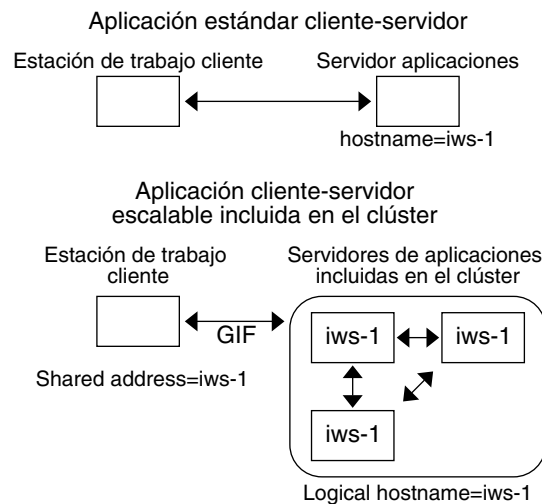 Aplicación estándar cliente-servidor
Estación de trabajo cliente
Servidor aplicaciones
hostname=iws-1
Aplicación cliente-servidor
escalable incluida en el clúster
Estación de trabajo
cliente
Servidores de aplicaciones
incluidas en el clúster
GIF
iws-1
iws-1
Shared address=iws-1
iws-1
Logical hostname=iws-1